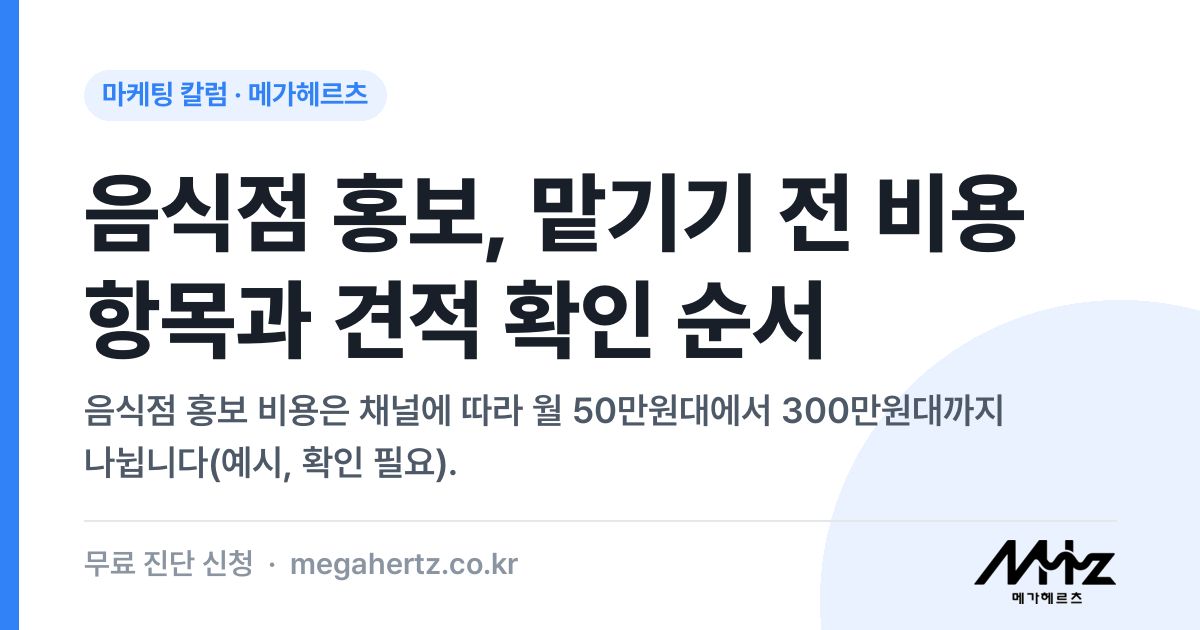 마케팅 칼럼 · 메가헤르츠
음식점 홍보, 맡기기 전 비용
항목과 견적 확인 순서
음식점 홍보 비용은 채널에 따라 월 50만원대에서 300만원대까지
나뉩니다(예시, 확인 필요).
무료 진단 신청 · megahertz.co.kr
MHz
메가헤르츠